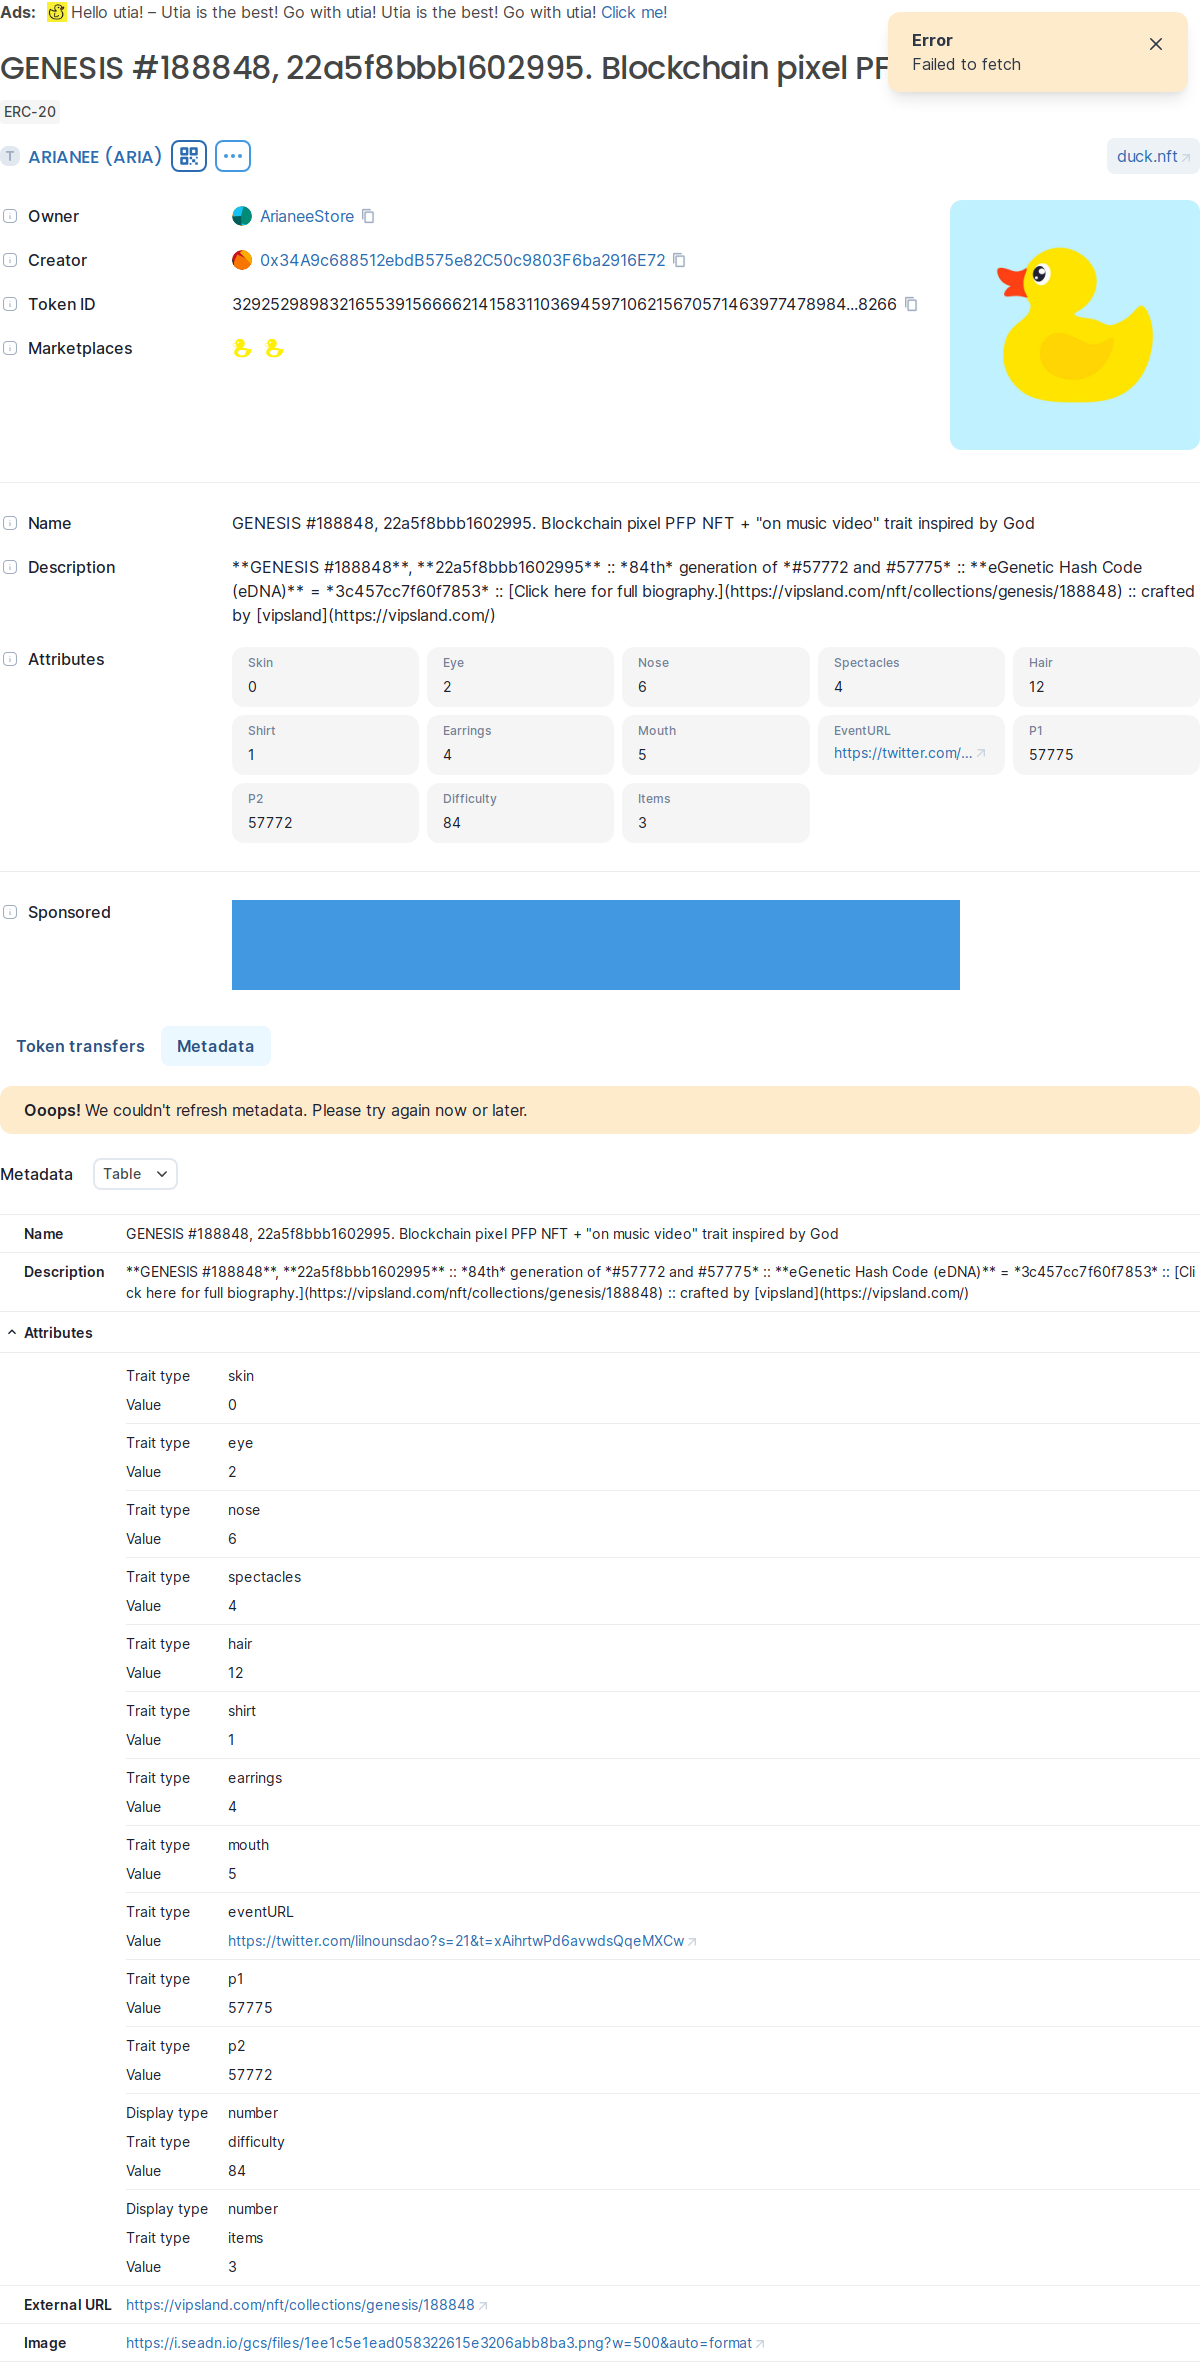 Ads: Hello utia! – Utia is the best! Go with utia! Utia is the best! Go with utia! Click me!
Error
Failed to fetch
GENESIS #188848, 22a5f8bbb1602995. Blockchain pixel PF
ERC-20
T ARIANEE (ARIA)
duck.nft
Owner ArianeeStore
Creator 0x34A9c688512ebdB575e82C50c9803F6ba2916E72
Token ID 32925298983216553915666621415831103694597106215670571463977478984...8266
Marketplaces
Name GENESIS #188848, 22a5f8bbb1602995. Blockchain pixel PFP NFT + "on music video" trait inspired by God
Description **GENESIS #188848**, **22a5f8bbb1602995** :: *84th* generation of *#57772 and #57775* :: **eGenetic Hash Code
(eDNA)** = *3c457cc7f60f7853* :: [Click here for full biography.](https://vipsland.com/nft/collections/genesis/188848) :: crafted
by [vipsland](https://vipsland.com/)
Attributes
Skin Eye Nose Spectacles Hair
0 2 6 4 12
Shirt Earrings Mouth EventURL P1
1 4 5 https://twitter.com/... 57775
P2 Difficulty Items
57772 84 3
Sponsored
Token transfers Metadata
Ooops! We couldn't refresh metadata. Please try again now or later.
Metadata Table
Name GENESIS #188848, 22a5f8bbb1602995. Blockchain pixel PFP NFT + "on music video" trait inspired by God
Description **GENESIS #188848**, **22a5f8bbb1602995** :: *84th* generation of *#57772 and #57775* :: **eGenetic Hash Code (eDNA)** = *3c457cc7f60f7853* :: [Cli
ck here for full biography.](https://vipsland.com/nft/collections/genesis/188848) :: crafted by [vipsland](https://vipsland.com/)
Attributes
Trait type skin
Value 0
Trait type eye
Value 2
Trait type nose
Value 6
Trait type spectacles
Value 4
Trait type hair
Value 12
Trait type shirt
Value 1
Trait type earrings
Value 4
Trait type mouth
Value 5
Trait type eventURL
Value https://twitter.com/lilnounsdao?s=21&t=xAihrtwPd6avwdsQqeMXCw
Trait type p1
Value 57775
Trait type p2
Value 57772
Display type number
Trait type difficulty
Value 84
Display type number
Trait type items
Value 3
External URL https://vipsland.com/nft/collections/genesis/188848
Image https://i.seadn.io/gcs/files/1ee1c5e1ead058322615e3206abb8ba3.png?w=500&auto=format